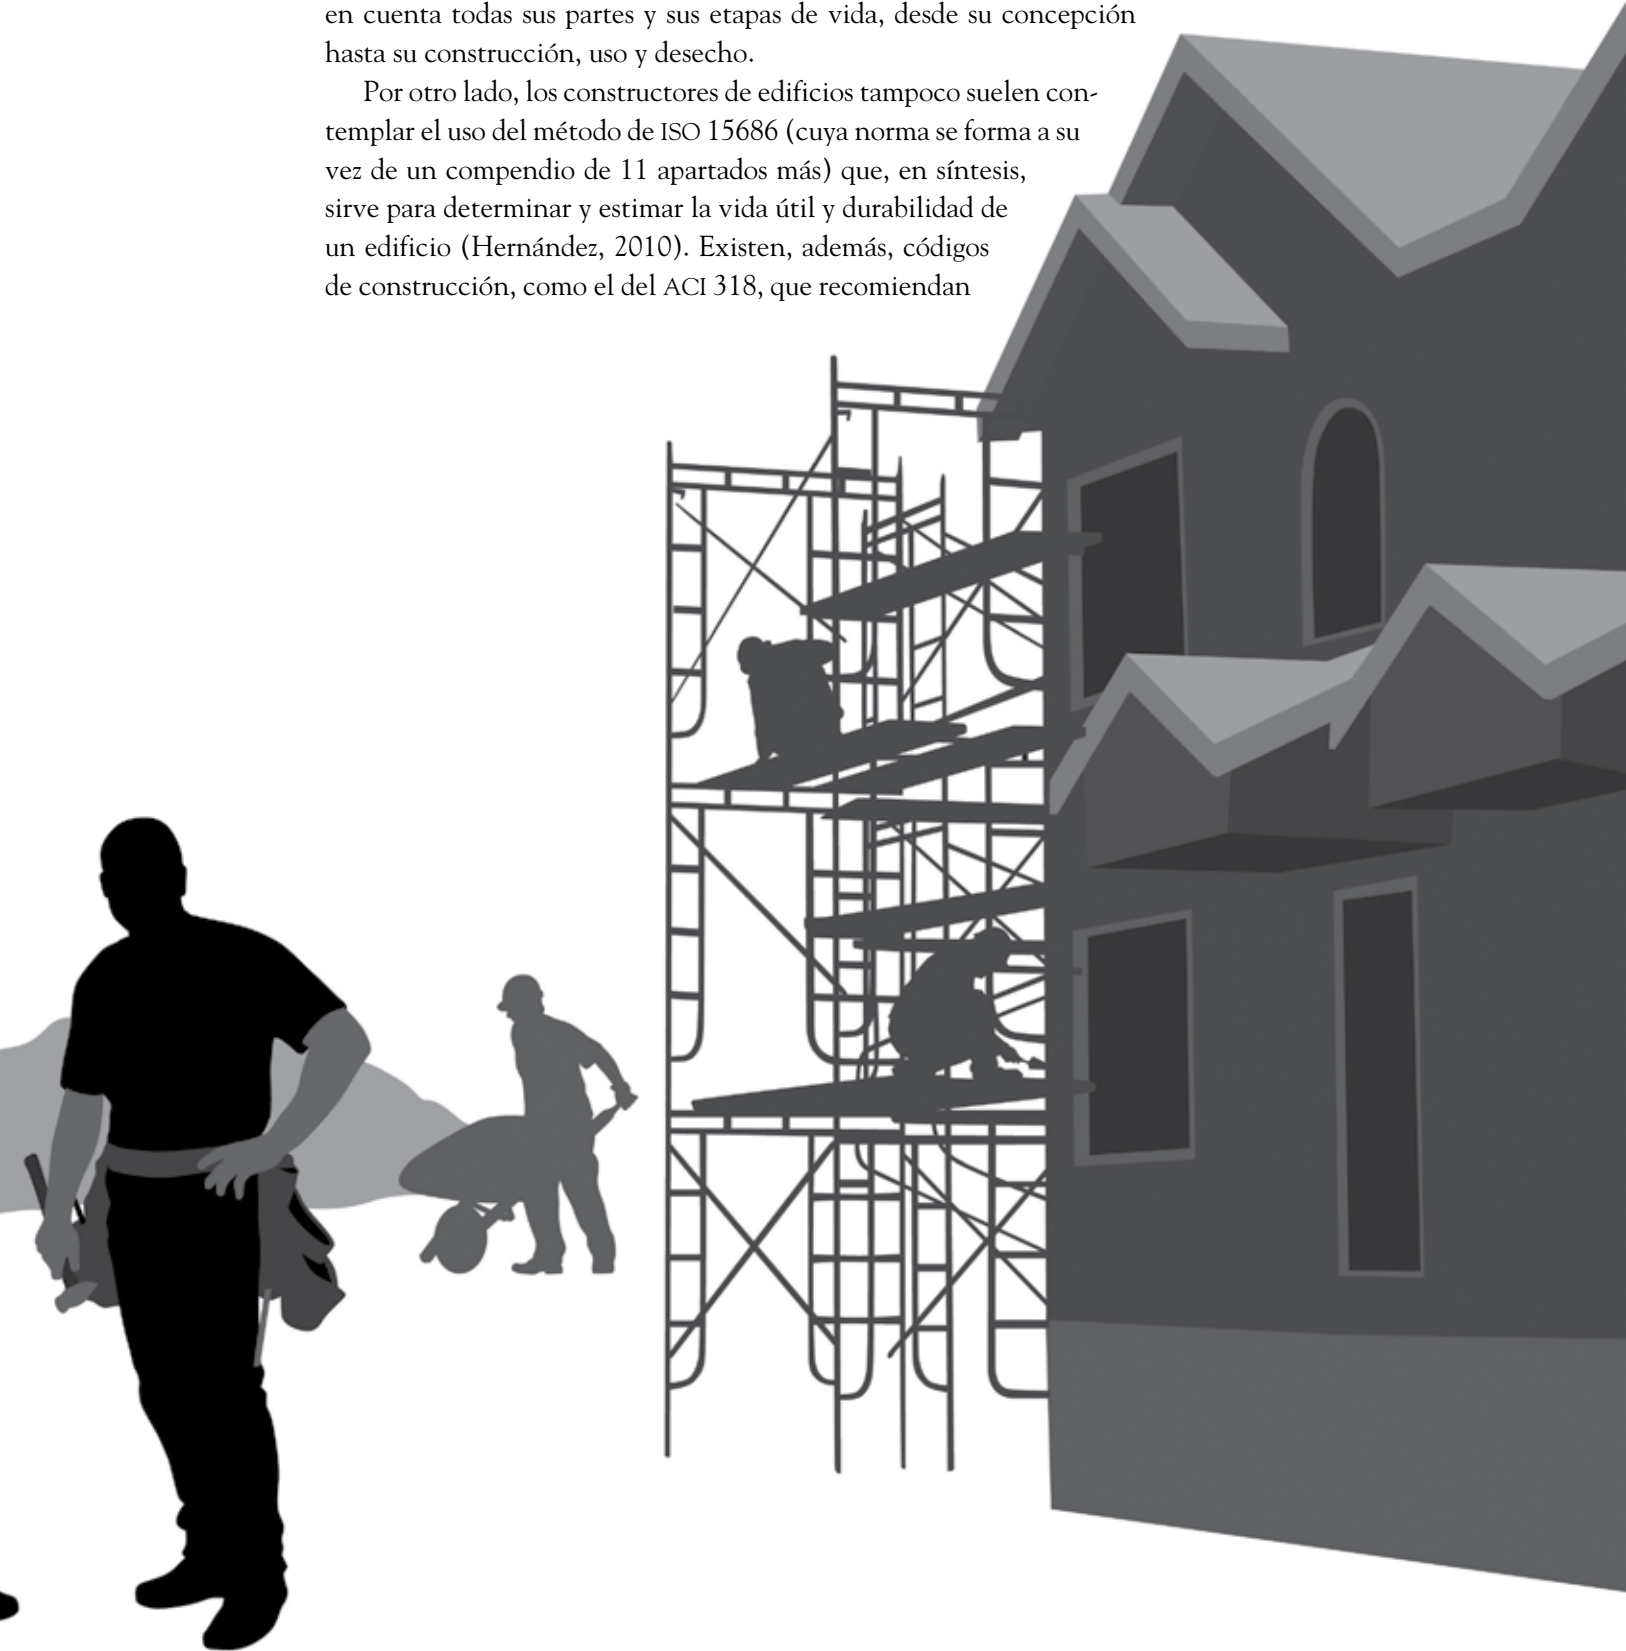 en cuenta todas sus partes y sus etapas de vida, desde su concepción
hasta su construcción, uso y desecho.
Por otro lado, los constructores de edificios tampoco suelen con-
templar el uso del método de ISO 15686 (cuya norma se forma a su
vez de un compendio de 11 apartados más) que, en síntesis,
sirve para determinar y estimar la vida útil y durabilidad de
un edificio (Hernández, 2010). Existen, además, códigos
de construcción, como el del ACI 318, que recomiendan